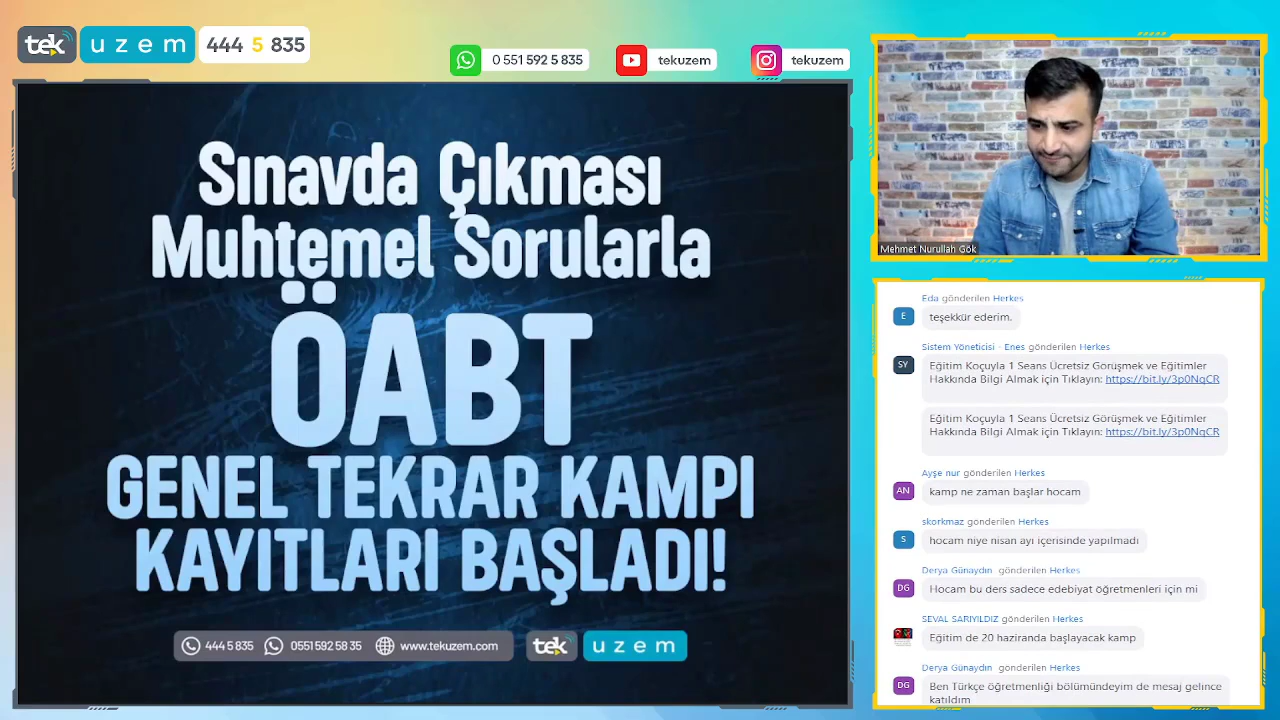 tek uzem 444 5 835
0 551 592 5 835 tekuzem tekuzem
Sınavda Çıkması
Muhtemel Sorularla
ÖABT
GENEL TEKRAR KAMPI
KAYITLARI BAŞLADI!
444 5 835 0551 592 58 35 www.tekuzem.com tek uzem
Mehmet Nurullah Gök
Eda gönderilen Herkes
E
teşekkür ederim.
Sistem Yöneticisi - Enes gönderilen Herkes
SY
Eğitim Koçuyla 1 Seans Ücretsiz Görüşmek ve Eğitimler
Hakkında Bilgi Almak için Tıklayın: https://bit.ly/3p0NqCR
Eğitim Koçuyla 1 Seans Ücretsiz Görüşmek ve Eğitimler
Hakkında Bilgi Almak için Tıklayın: https://bit.ly/3p0NqCR
Ayşe nur gönderilen Herkes
AN
kamp ne zaman başlar hocam
skorkmaz gönderilen Herkes
S
hocam niye nisan ayı içerisinde yapılmadı
Derya Günaydın gönderilen Herkes
DG
Hocam bu ders sadece edebiyat öğretmenleri için mi
SEVAL SARIYILDIZ gönderilen Herkes
Eğitim de 20 haziranda başlayacak kamp
Derya Günaydın gönderilen Herkes
DG
Ben Türkçe öğretmenliği bölümündeyim de mesaj gelince
katıldım